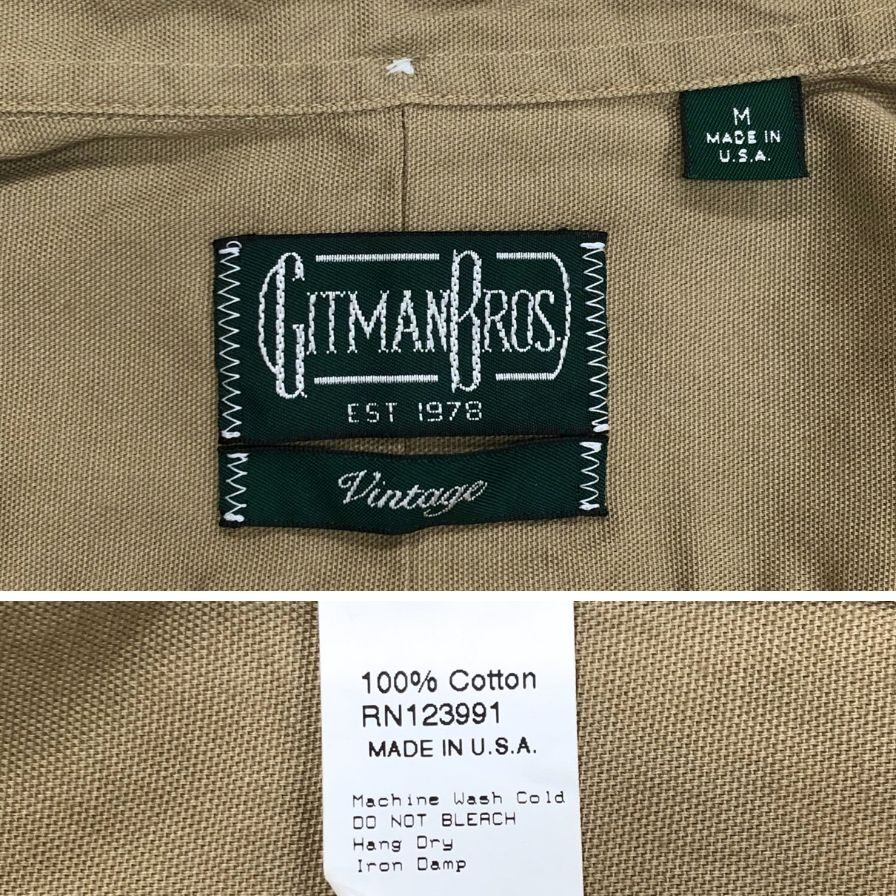 M
MADE IN
U.S.A.
GITMAN BROS.
EST 1978
Vintage
100% Cotton
RN123991
MADE IN U.S.A.
Machine Wash Cold
DO NOT BLEACH
Hang Dry
Iron Damp